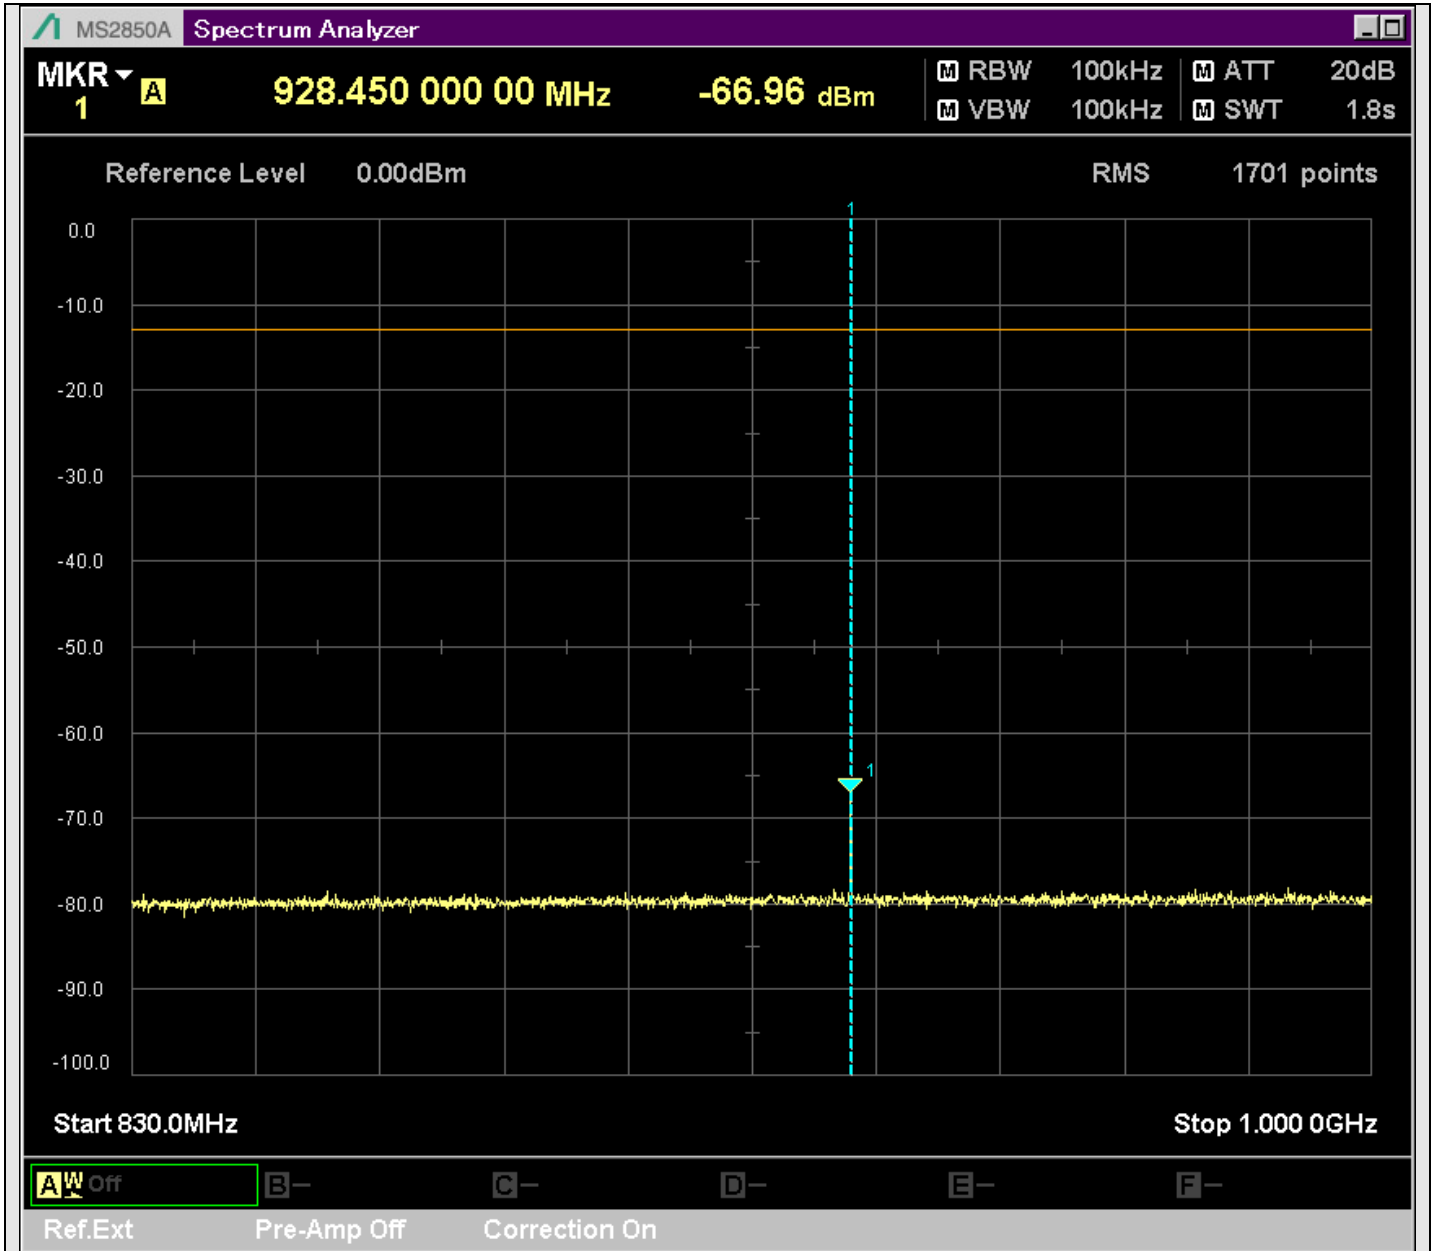 MS2850A Spectrum Analyzer
MKR A 928.450 000 00 MHz -66.96 dBm M RBW 100kHz M ATT 20dB
1 M VBW 100kHz M SWT 1.8s
Reference Level 0.00dBm RMS 1701 points
1
0.0
-10.0
-20.0
-30.0
-40.0
-50.0
-60.0
1
-70.0
-80.0
-90.0
-100.0
Start 830.0MHz Stop 1.000 0GHz
A W Off B- C- D- E- F-
Ref.Ext Pre-Amp Off Correction On